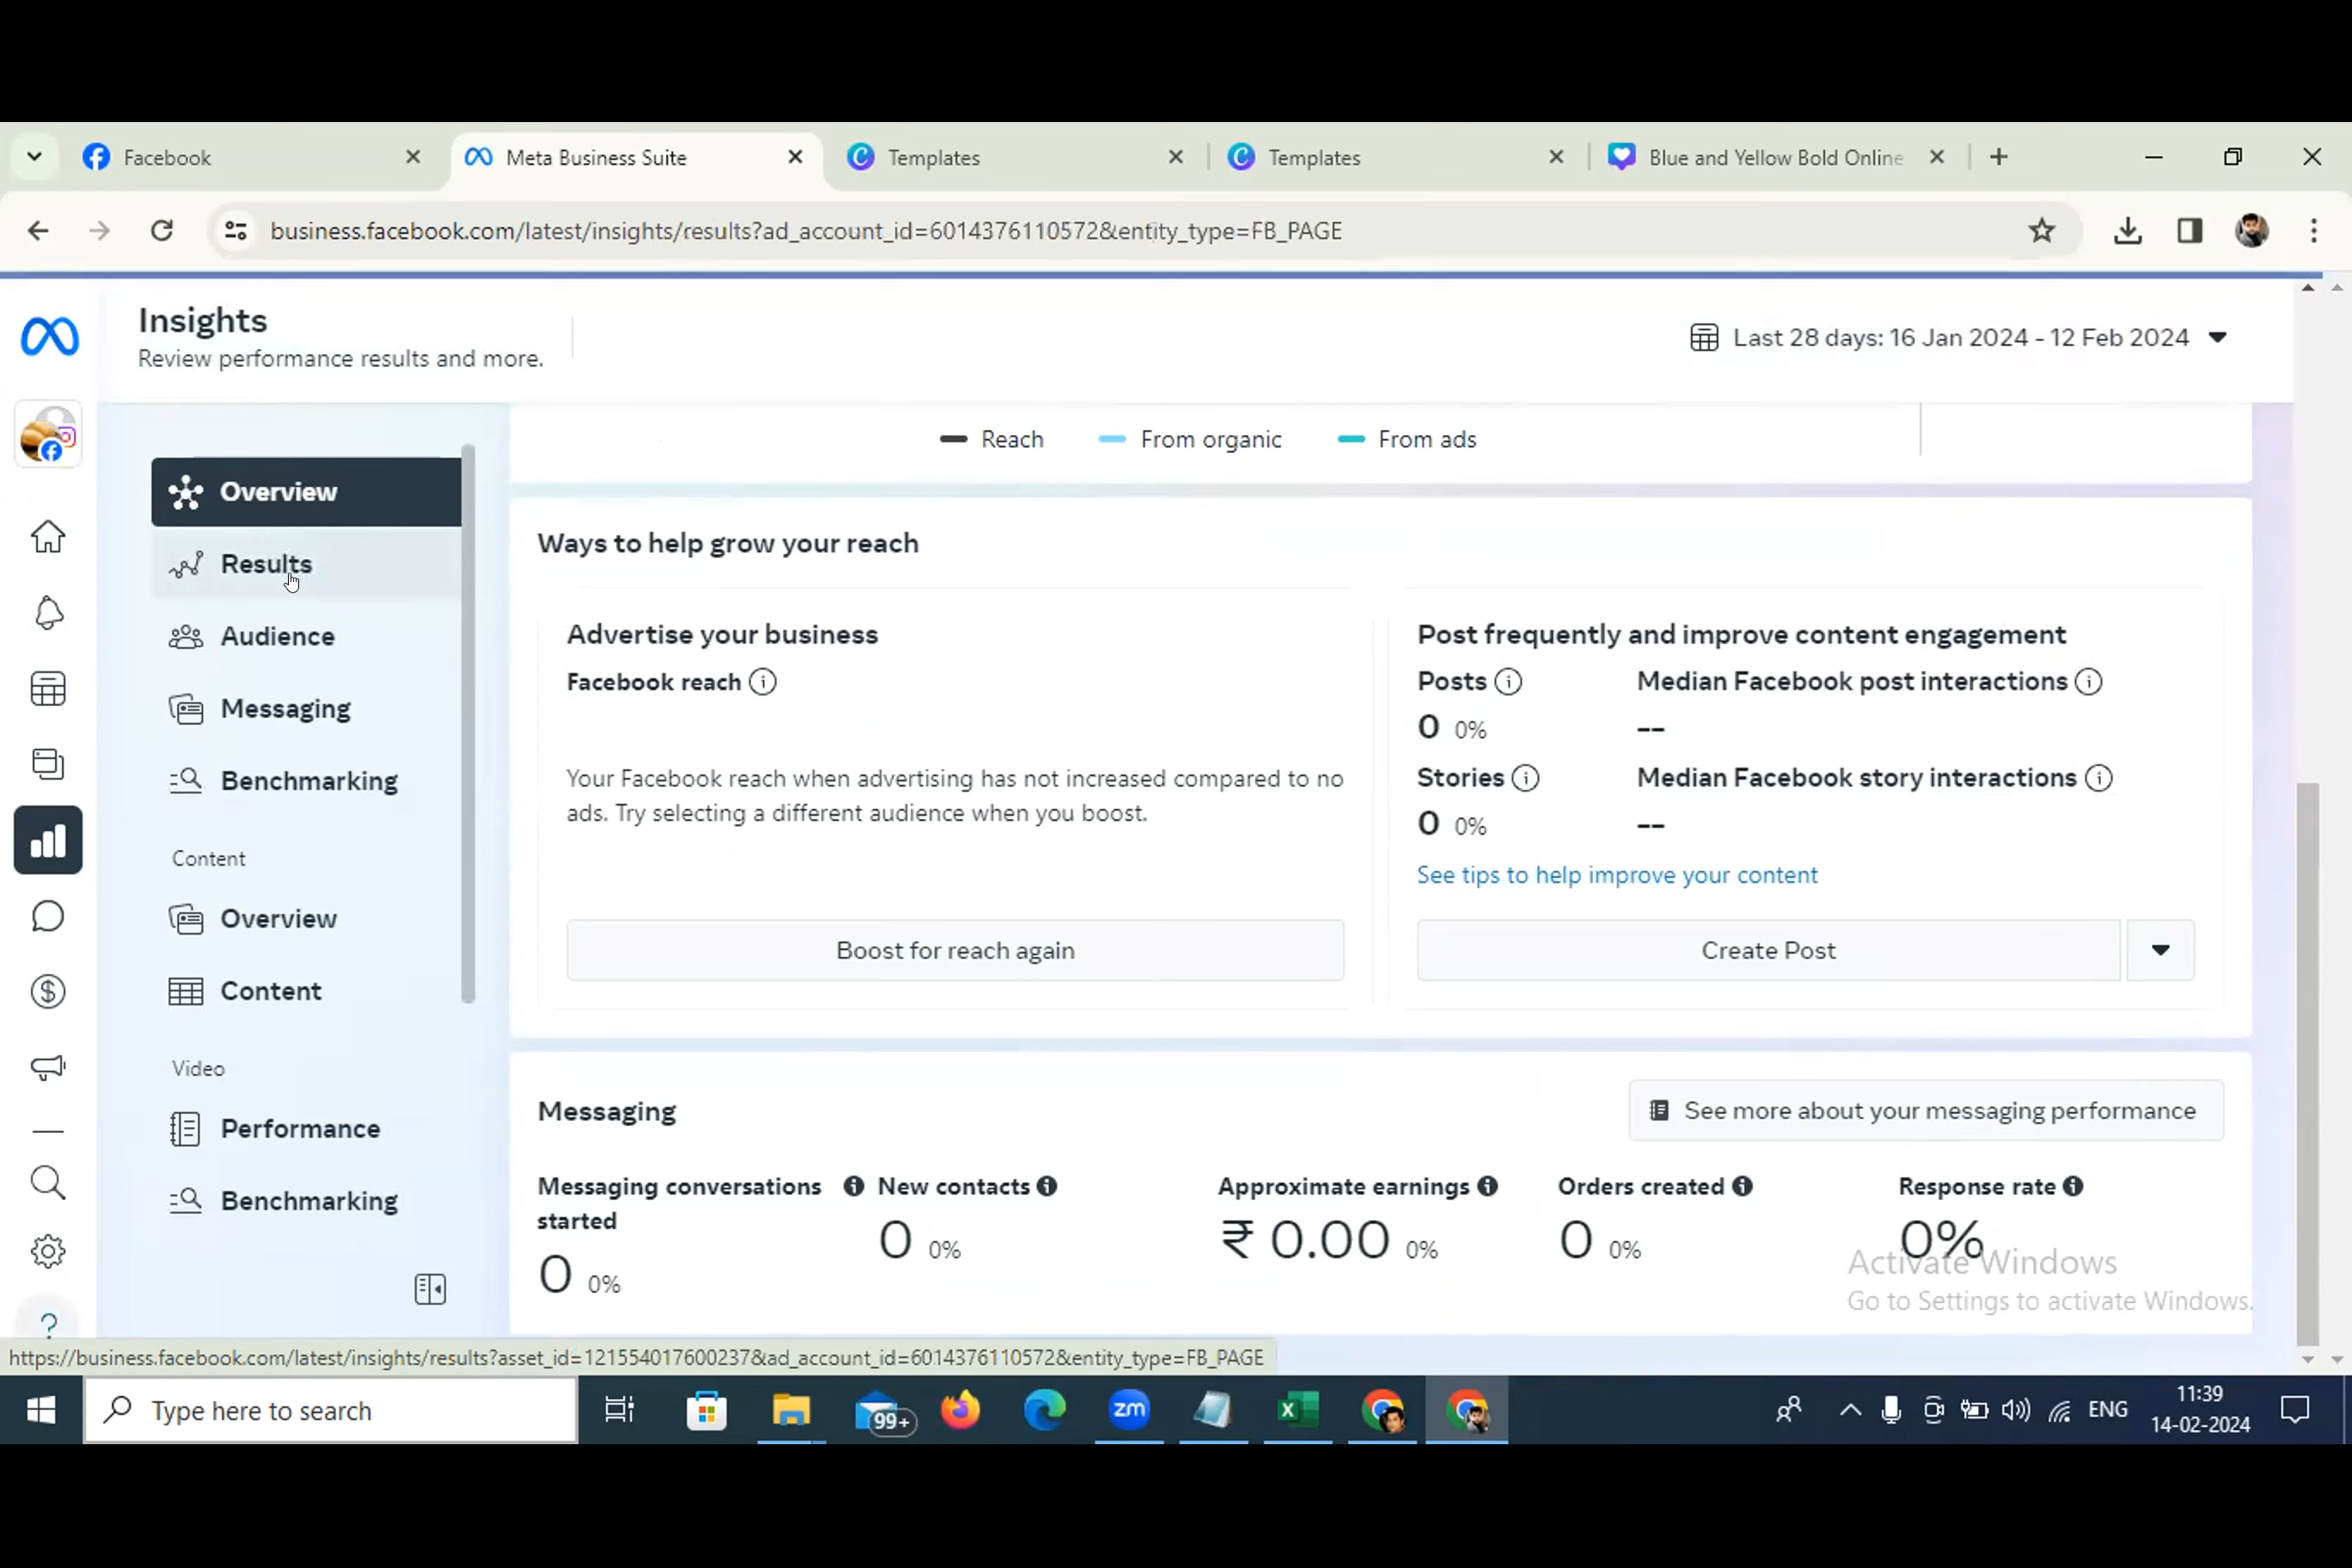 Facebook
Meta Business Suite
Templates
Templates
Blue and Yellow Bold Online
business.facebook.com/latest/insights/results?ad_account_id=6014376110572&entity_type=FB_PAGE
Insights
Review performance results and more.
Last 28 days: 16 Jan 2024 - 12 Feb 2024
Overview
Results
Audience
Messaging
Benchmarking
Content
Overview
Content
Video
Performance
Benchmarking
Reach
From organic
From ads
Ways to help grow your reach
Advertise your business
Facebook reach
Your Facebook reach when advertising has not increased compared to no
ads. Try selecting a different audience when you boost.
Boost for reach again
Post frequently and improve content engagement
Posts
Median Facebook post interactions
0 0%
--
Stories
Median Facebook story interactions
0 0%
--
See tips to help improve your content
Create Post
Messaging
See more about your messaging performance
Messaging conversations
started
0 0%
New contacts
0 0%
Approximate earnings
₹ 0.00 0%
Orders created
0 0%
Response rate
0%
Activate Windows
Go to Settings to activate Windows.
https://business.facebook.com/latest/insights/results?asset_id=121554017600237&ad_account_id=6014376110572&entity_type=FB_PAGE
Type here to search
99+
zm
ENG
11:39
14-02-2024